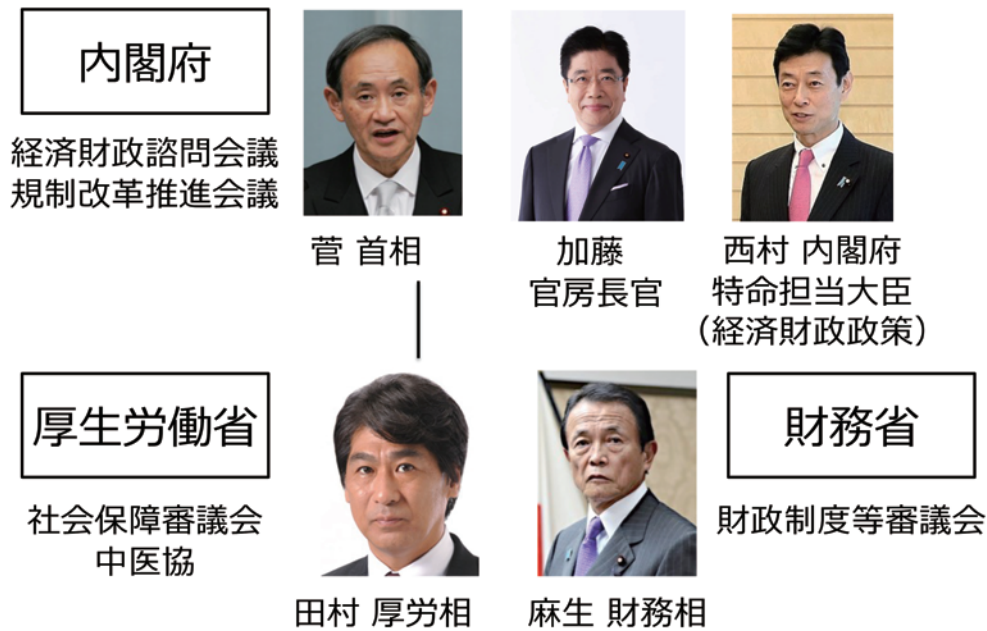 内閣府
経済財政諮問会議
規制改革推進会議
菅 首相
加藤
官房長官
西村 内閣府
特命担当大臣
（経済財政政策）
厚生労働省
社会保障審議会
中医協
田村 厚労相
麻生 財務相
財務省
財政制度等審議会